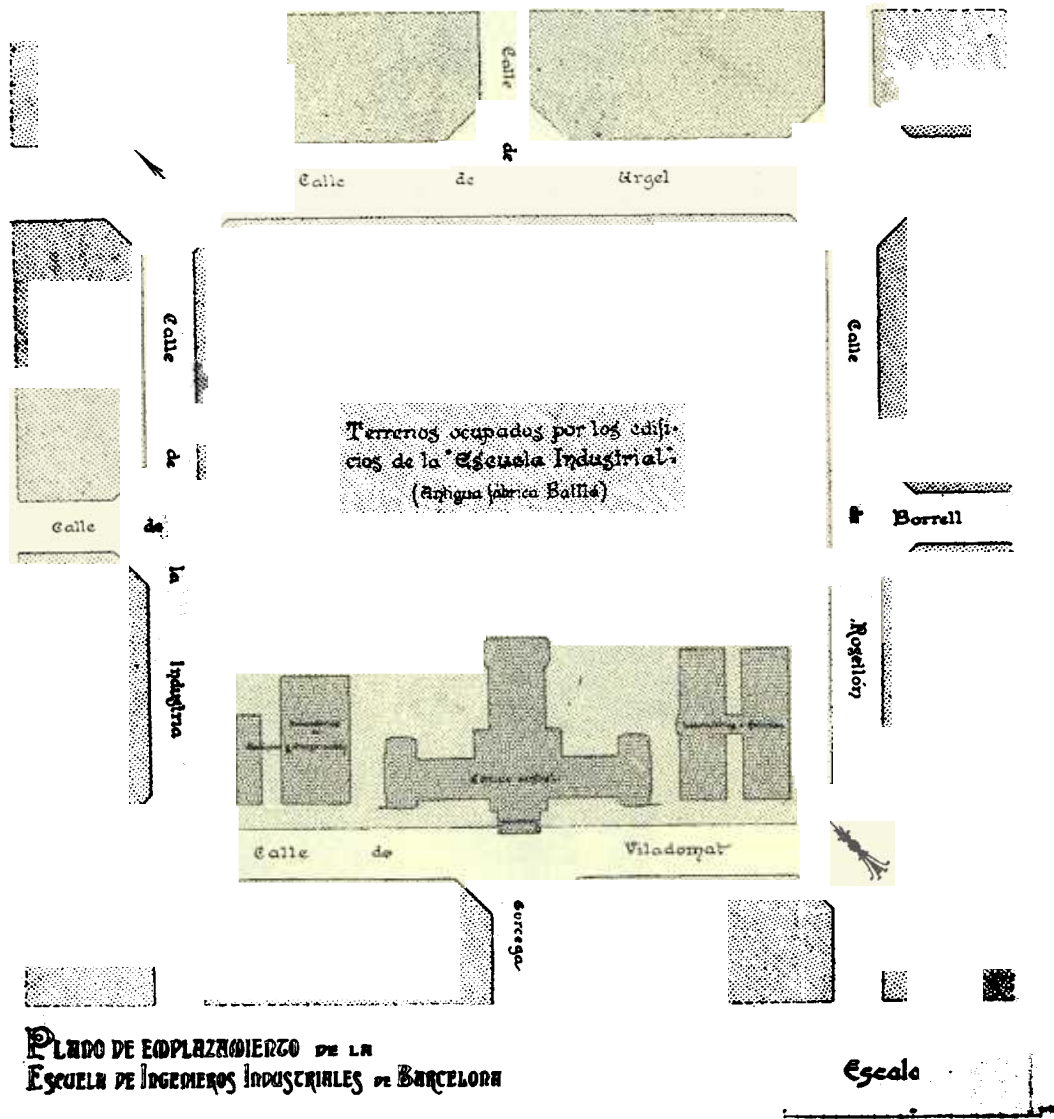 Calle
de
Calle de Urgel
Calle
de
la
Industria
Calle
de
Rosellón
Terrenos ocupados por los edifi-
cios de la "Escuela Industrial".
(Antigua fabrica Batlló)
Calle de
Borrell
Calle de Viladomat
Corcega
PLANO DE EMPLAZAMIENTO DE LA
ESCUELA DE INGENIEROS INDUSTRIALES DE BARCELONA
Escala